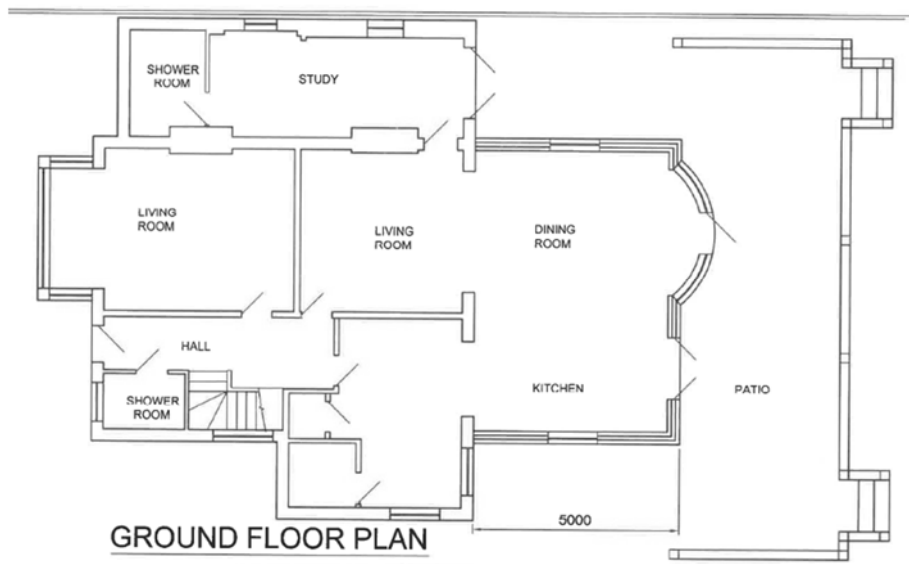 SHOWER
ROOM
STUDY
LIVING
ROOM
LIVING
ROOM
DINING
ROOM
HALL
SHOWER
ROOM
KITCHEN
PATIO
5000
GROUND FLOOR PLAN